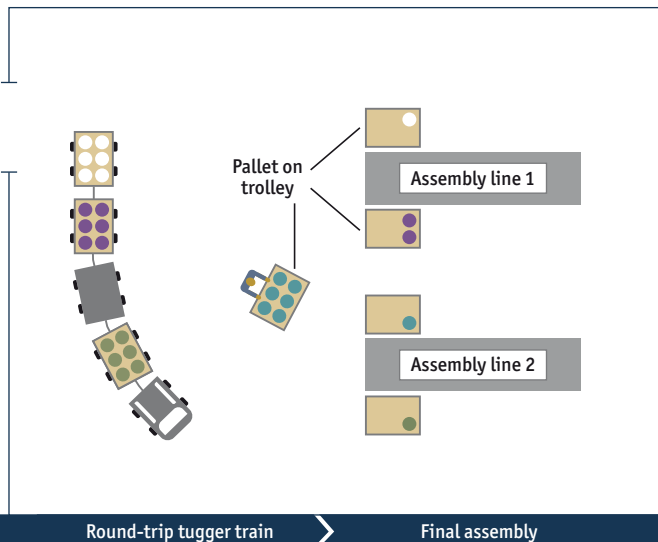 Pallet on
trolley
Assembly line 1
Assembly line 2
Round-trip tugger train
Final assembly